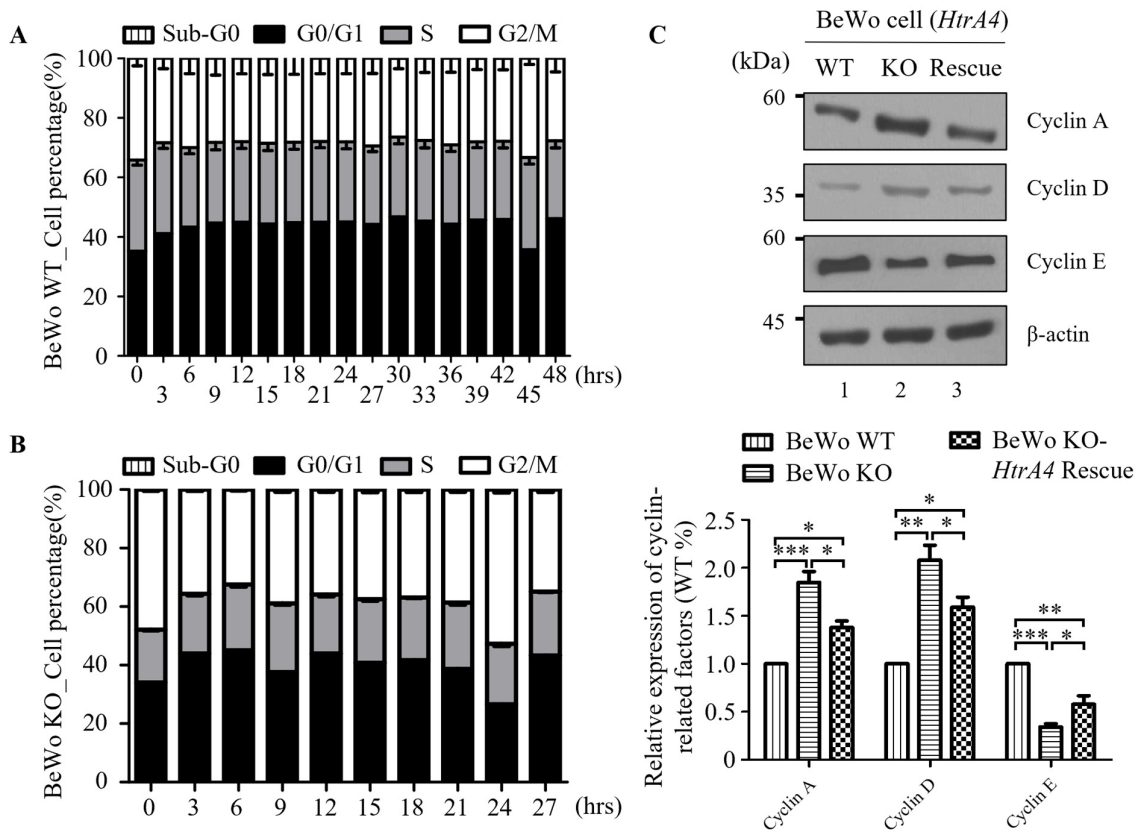 A
Sub-G0 G0/G1 S G2/M
BeWo WT_Cell percentage(%)
100
80
60
40
20
0
0 6 12 18 24 30 36 42 48 (hrs)
3 9 15 21 27 33 39 45
B
Sub-G0 G0/G1 S G2/M
BeWo KO_Cell percentage(%)
100
80
60
40
20
0
0 3 6 9 12 15 18 21 24 27 (hrs)
C
BeWo cell (HtrA4)
(kDa) WT KO Rescue
60
Cyclin A
35
Cyclin D
60
Cyclin E
45
β-actin
1 2 3
BeWo WT
BeWo KO
BeWo KO-
HtrA4 Rescue
Relative expression of cyclin-
related factors (WT %)
2.5
2.0
1.5
1.0
0.5
0
*
*** *
*
** *
**
*** *
Cyclin A
Cyclin D
Cyclin E